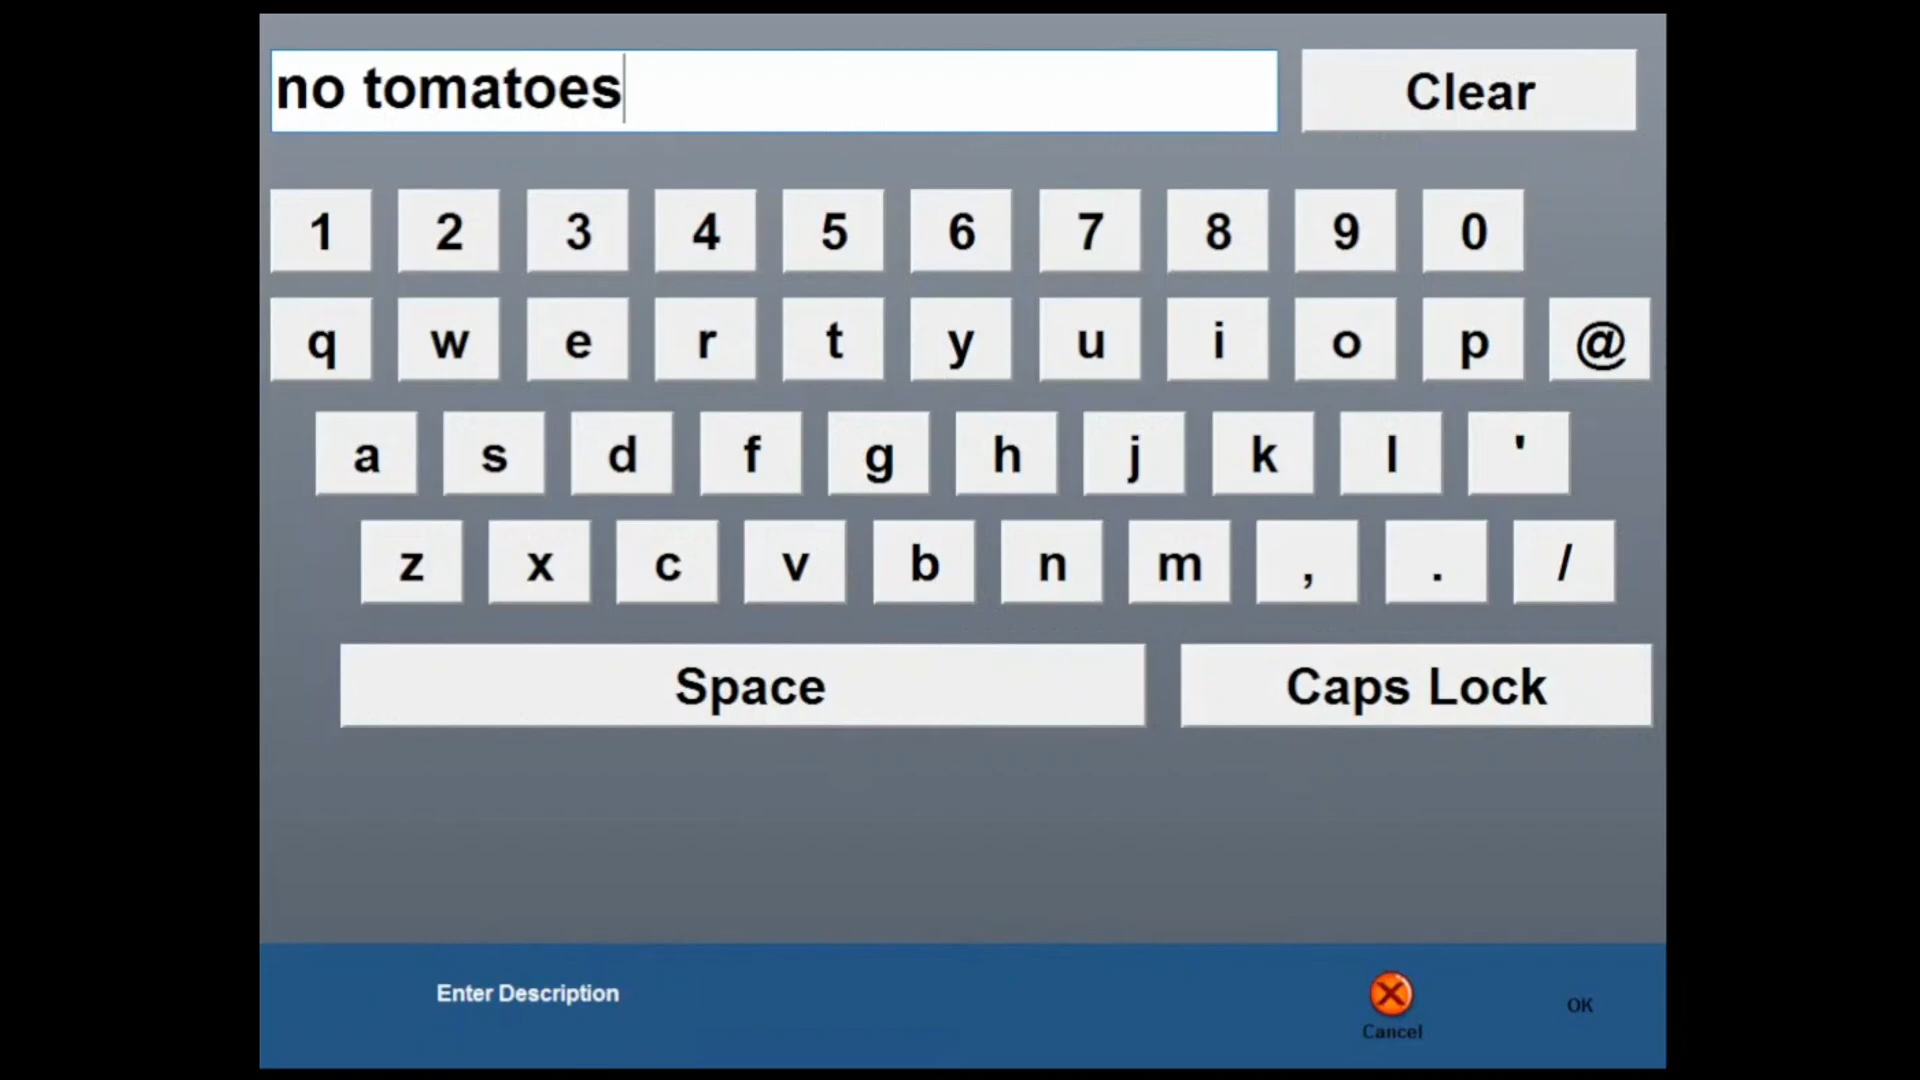 no tomatoes Clear
1 2 3 4 5 6 7 8 9 0
q w e r t y u i o p @
a s d f g h j k l '
z x c v b n m , . /
Space Caps Lock
Enter Description
Cancel OK